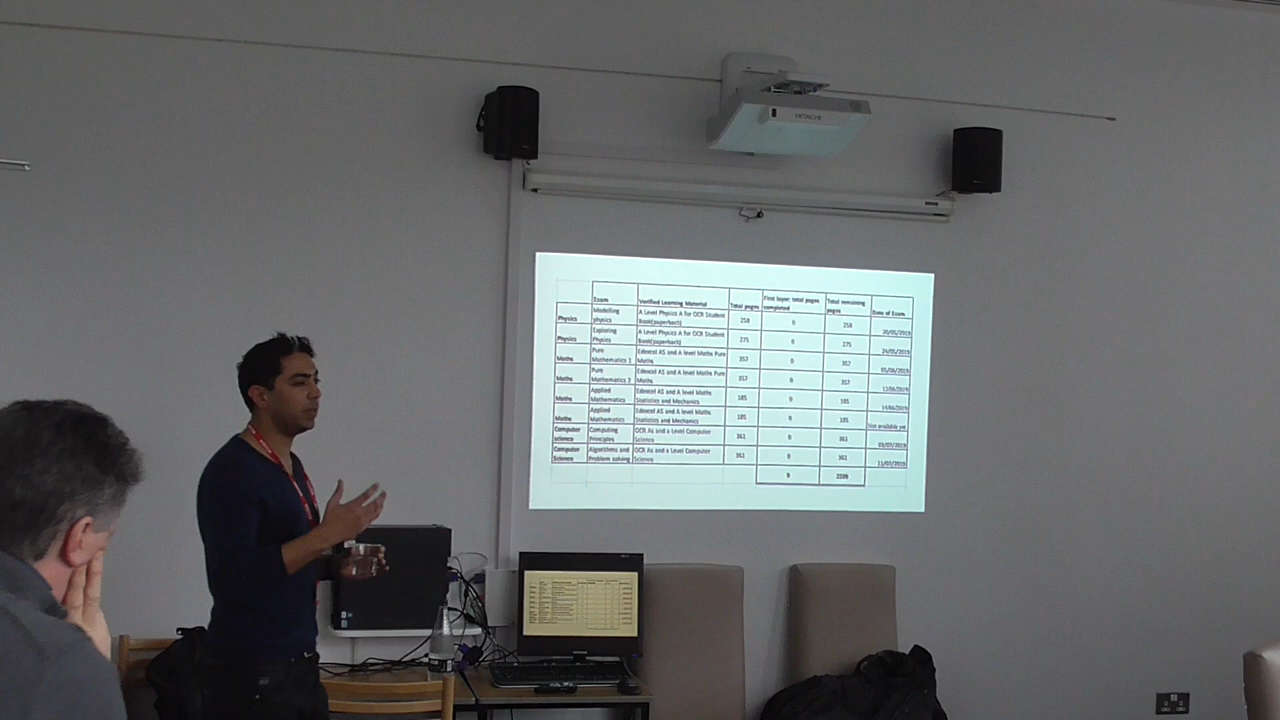 HITACHI
Exam Verified Learning Material Total pages First layer: total pages completed Total remaining pages Date of Exam
Physics Modelling physics A Level Physics A for OCR Student Book(paperback) 258 0 258 20/05/2019
Physics Exploring Physics A Level Physics A for OCR Student Book(paperback) 275 0 275 24/05/2019
Maths Pure Mathematics 1 Edexcel AS and A level Maths Pure Maths 357 0 357 05/06/2019
Maths Pure Mathematics 2 Edexcel AS and A level Maths Pure Maths 357 0 357 12/06/2019
Maths Applied Mathematics Edexcel AS and A level Maths Statistics and Mechanics 185 0 185 14/06/2019
Maths Applied Mathematics Edexcel AS and A level Maths Statistics and Mechanics 185 0 185 Not available yet
Computer science Computing Principles OCR As and a Level Computer Science 361 0 361 03/07/2019
Computer Science Algorithms and Problem solving OCR As and a Level Computer Science 361 0 361 11/07/2019
0